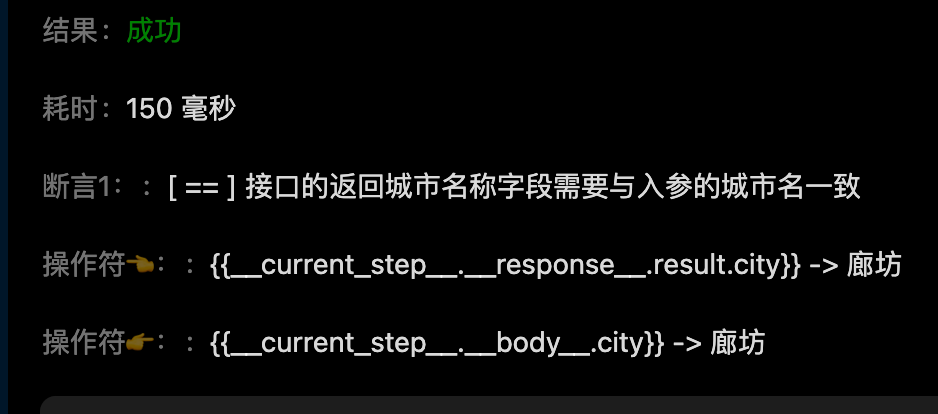 结果：成功
耗时：150 毫秒
断言1：：[ == ] 接口的返回城市名称字段需要与入参的城市名一致
操作符👈：：{{__current_step__.__response__.result.city}} -> 廊坊
操作符👉：：{{__current_step__.__body__.city}} -> 廊坊